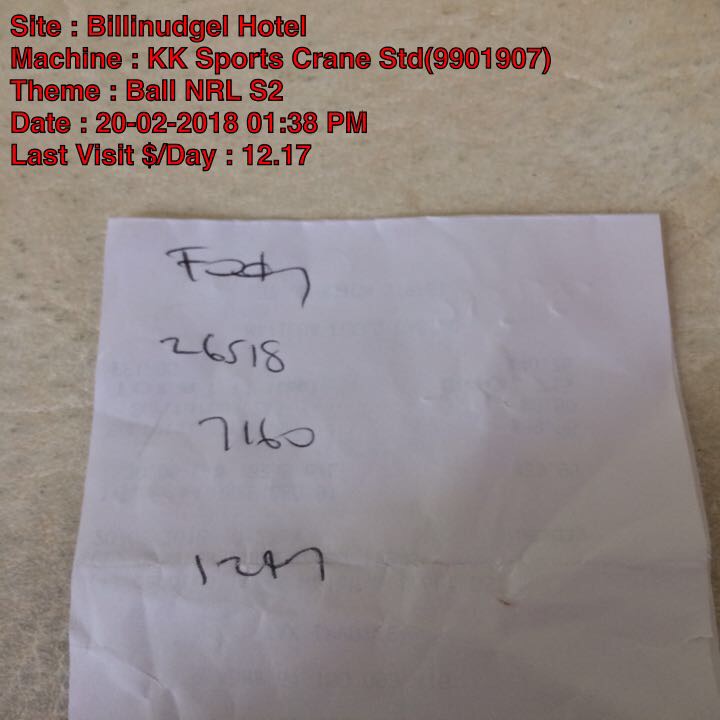 Site : Billinudgel Hotel
Machine : KK Sports Crane Std(9901907)
Theme : Ball NRL S2
Date : 20-02-2018 01:38 PM
Last Visit $/Day : 12.17
26518
7160